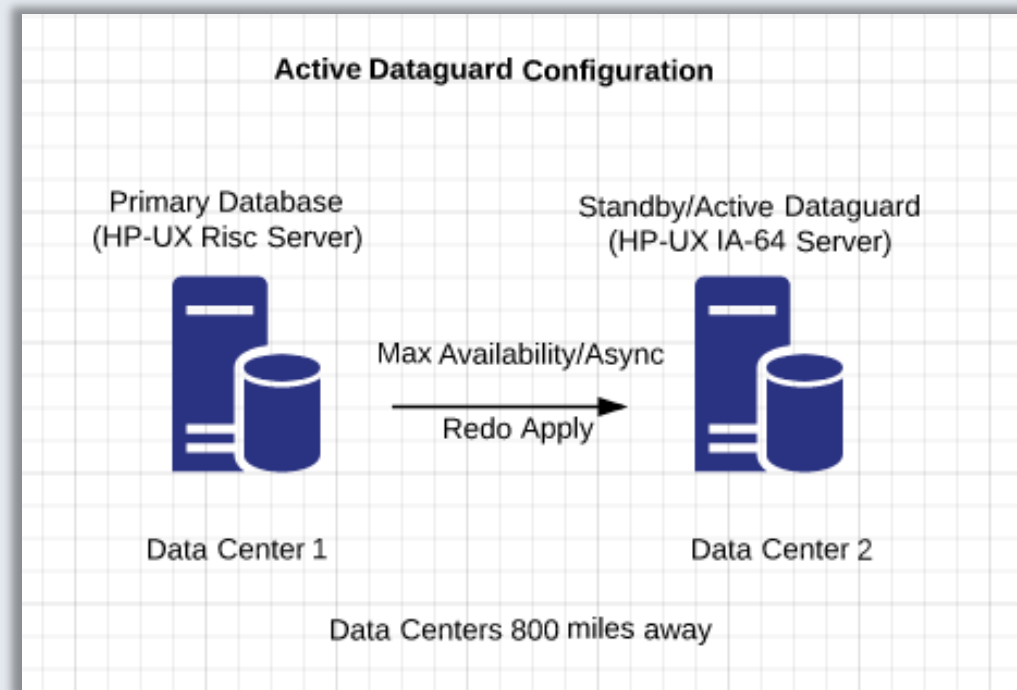 Active Dataguard Configuration
Primary Database
(HP-UX Risc Server)
Standby/Active Dataguard
(HP-UX IA-64 Server)
Max Availability/Async
Redo Apply
Data Center 1
Data Center 2
Data Centers 800 miles away